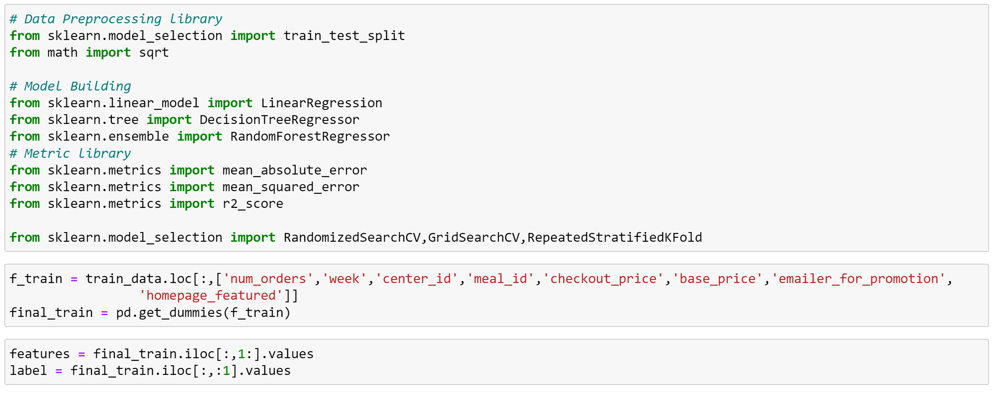 # Data Preprocessing library
from sklearn.model_selection import train_test_split
from math import sqrt
# Model Building
from sklearn.linear_model import LinearRegression
from sklearn.tree import DecisionTreeRegressor
from sklearn.ensemble import RandomForestRegressor
# Metric library
from sklearn.metrics import mean_absolute_error
from sklearn.metrics import mean_squared_error
from sklearn.metrics import r2_score
from sklearn.model_selection import RandomizedSearchCV,GridSearchCV,RepeatedStratifiedKFold
f_train = train_data.loc[:,['num_orders','week','center_id','meal_id','checkout_price','base_price','emailer_for_promotion',
'homepage_featured']]
final_train = pd.get_dummies(f_train)
features = final_train.iloc[:,1:].values
label = final_train.iloc[:,:1].values